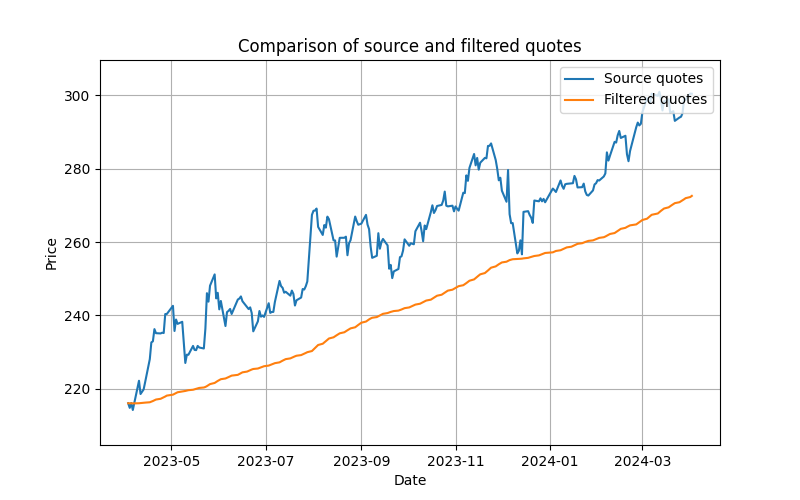 Comparison of source and filtered quotes
Source quotes
Filtered quotes
300
280
260
240
220
Price
2023-05 2023-07 2023-09 2023-11 2024-01 2024-03
Date